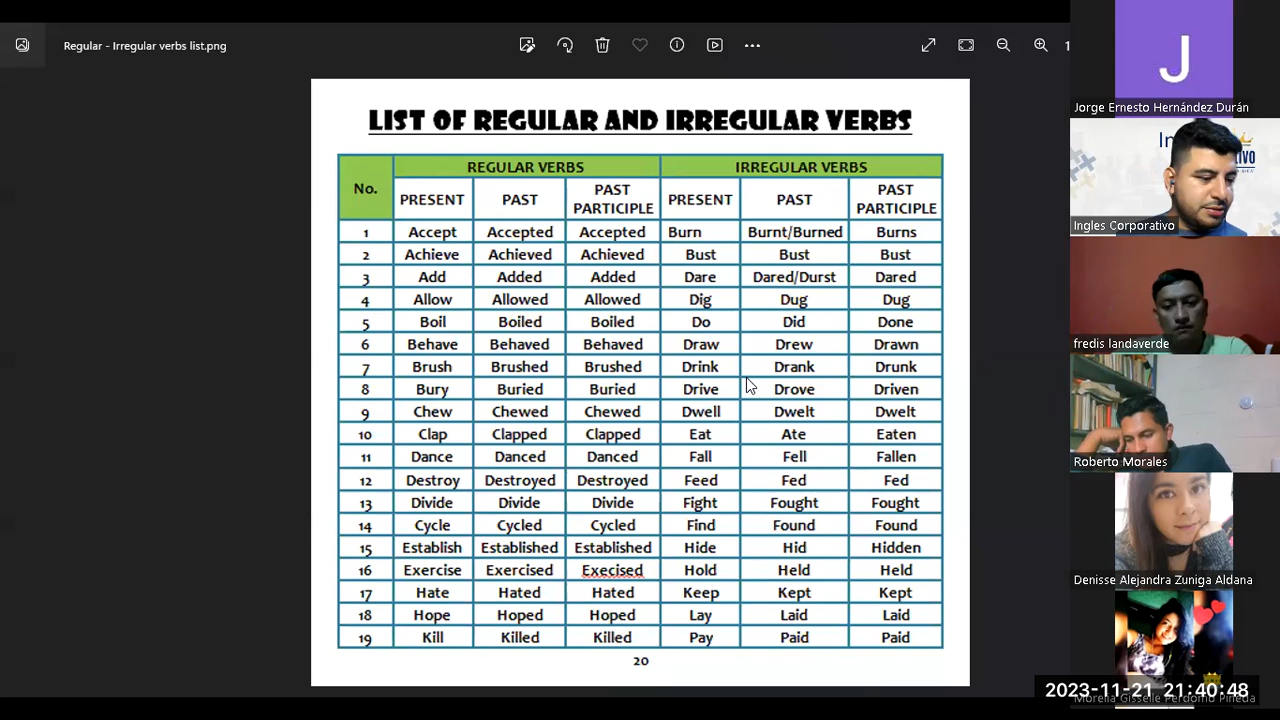 Regular - Irregular verbs list.png
1
J
Jorge Ernesto Hernández Durán
LIST OF REGULAR AND IRREGULAR VERBS
No. REGULAR VERBS IRREGULAR VERBS
PRESENT PAST PAST PARTICIPLE PRESENT PAST PAST PARTICIPLE
1 Accept Accepted Accepted Burn Burnt/Burned Burns
2 Achieve Achieved Achieved Bust Bust Bust
3 Add Added Added Dare Dared/Durst Dared
4 Allow Allowed Allowed Dig Dug Dug
5 Boil Boiled Boiled Do Did Done
6 Behave Behaved Behaved Draw Drew Drawn
7 Brush Brushed Brushed Drink Drank Drunk
8 Bury Buried Buried Drive Drove Driven
9 Chew Chewed Chewed Dwell Dwelt Dwelt
10 Clap Clapped Clapped Eat Ate Eaten
11 Dance Danced Danced Fall Fell Fallen
12 Destroy Destroyed Destroyed Feed Fed Fed
13 Divide Divide Divide Fight Fought Fought
14 Cycle Cycled Cycled Find Found Found
15 Establish Established Established Hide Hid Hidden
16 Exercise Exercised Execised Hold Held Held
17 Hate Hated Hated Keep Kept Kept
18 Hope Hoped Hoped Lay Laid Laid
19 Kill Killed Killed Pay Paid Paid
20
Ingles Corporativo
fredis landaverde
Roberto Morales
Denisse Alejandra Zuniga Aldana
2023-11-21 21:40:48
Morelia Gisselle Perdomo Pineda